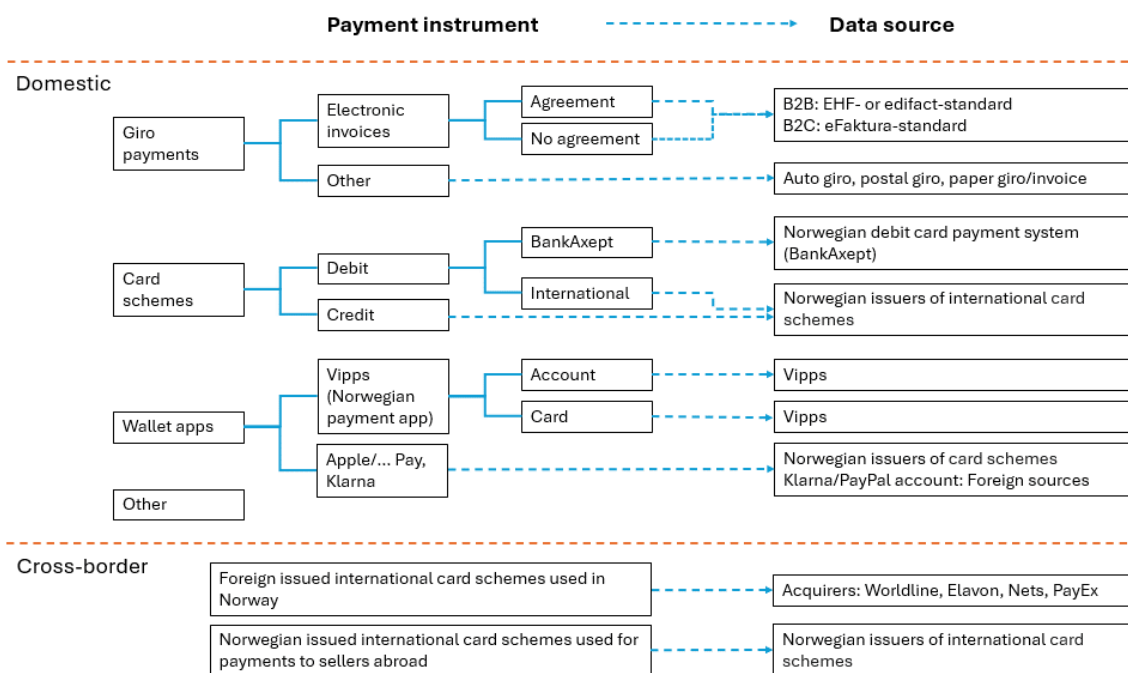 Payment instrument
Data source
Domestic
Giro
payments
Electronic
invoices
Agreement
No agreement
B2B: EHF- or edifact-standard
B2C: eFaktura-standard
Other
Auto giro, postal giro, paper giro/invoice
Card
schemes
Debit
BankAxept
Norwegian debit card payment system
(BankAxept)
International
Credit
Norwegian issuers of international card
schemes
Wallet apps
Vipps
(Norwegian
payment app)
Account
Vipps
Card
Vipps
Apple/... Pay,
Klarna
Norwegian issuers of card schemes
Klarna/PayPal account: Foreign sources
Other
Cross-border
Foreign issued international card schemes used in
Norway
Acquirers: Worldline, Elavon, Nets, PayEx
Norwegian issued international card schemes used for
payments to sellers abroad
Norwegian issuers of international card
schemes